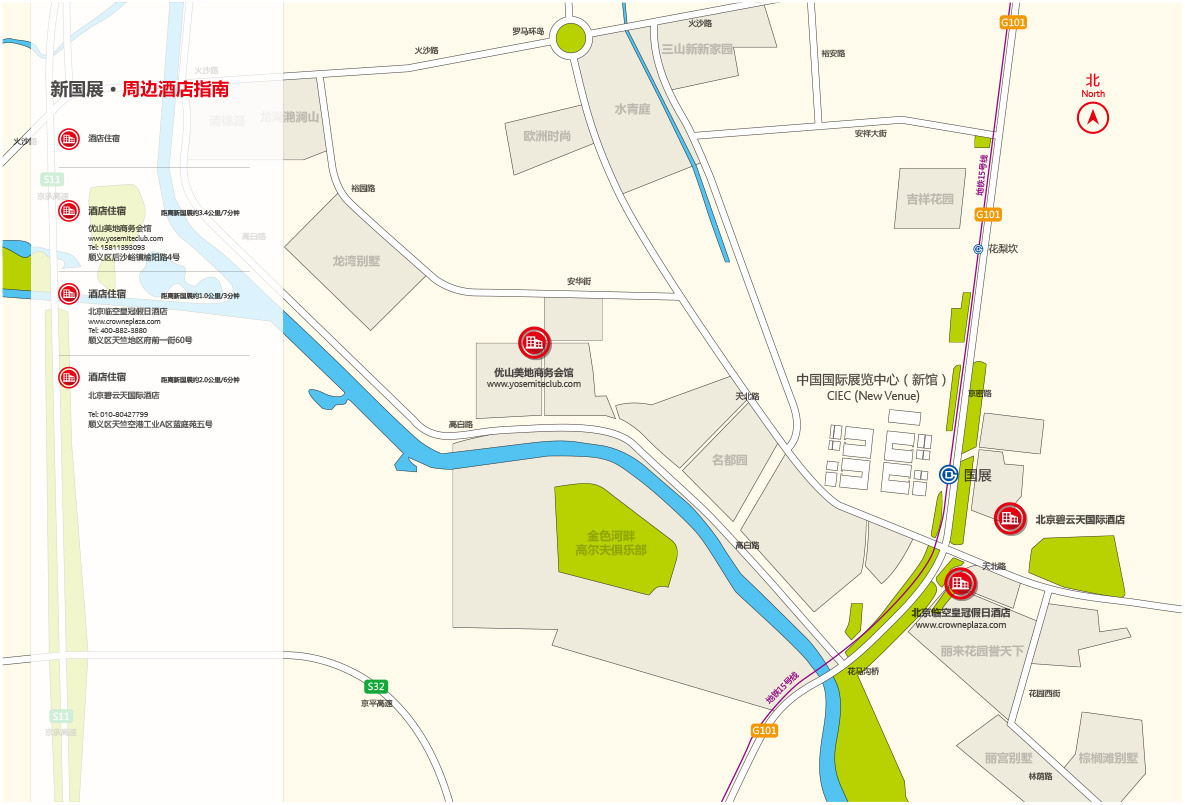 新国展·周边酒店指南
酒店住宿
酒店住宿 距离新国展约3.4公里/7分钟
优山美地商务会馆
www.yosemiteclub.com
Tel: 15811393093
顺义区后沙峪镇榆阳路4号
酒店住宿 距离新国展约1.0公里/3分钟
北京临空皇冠假日酒店
www.crowneplaza.com
Tel: 400-882-3880
顺义区天竺地区府前一街60号
酒店住宿 距离新国展约2.0公里/6分钟
北京碧云天国际酒店
Tel: 010-80427799
顺义区天竺空港工业A区蓝庭苑五号
火沙路
火沙路
S11
京承高速
高白路
S11
京承高速
罗马环岛
火沙路
火沙路
三山新新家园
裕安路
G101
北
North
水青庭
欧洲时尚
安祥大街
地铁15号线
裕园路
吉祥花园
G101
花梨坎
龙湾别墅
安华街
优山美地商务会馆
www.yosemiteclub.com
中国国际展览中心（新馆）
CIEC (New Venue)
天北路
京密路
高白路
名都园
国展
北京碧云天国际酒店
金色河畔
高尔夫俱乐部
高白路
天北路
北京临空皇冠假日酒店
www.crowneplaza.com
丽来花园誉天下
花马沟桥
地铁15号线
S32
京平高速
G101
花园西街
丽宫别墅
棕榈滩别墅
林荫路